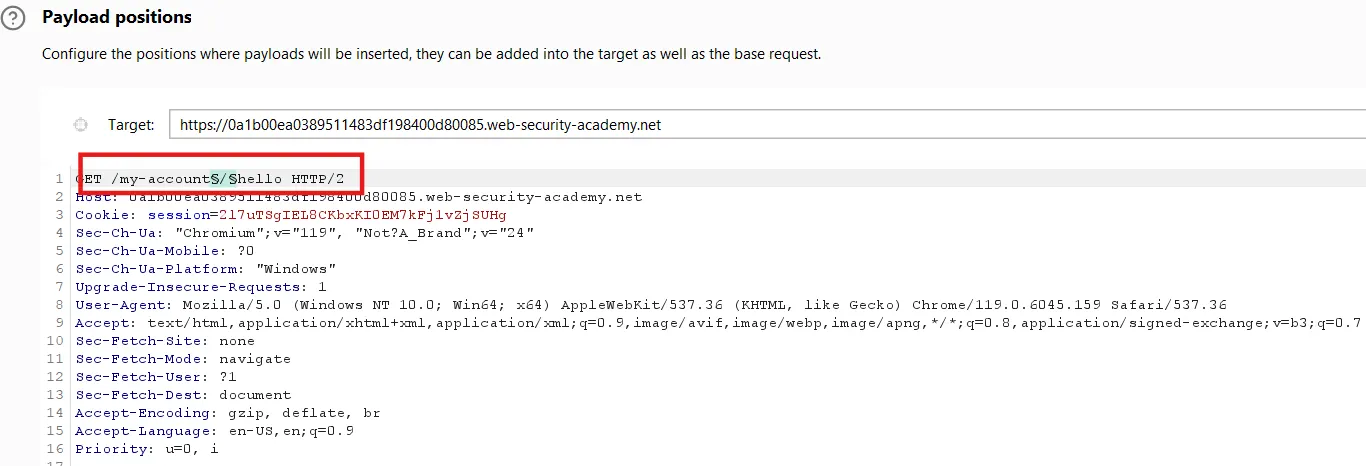 Payload positions
Configure the positions where payloads will be inserted, they can be added into the target as well as the base request.
Target: https://0a1b00ea0389511483df198400d80085.web-security-academy.net
1 GET /my-account§/§hello HTTP/2
2 Host: 0a1b00ea0389511483df198400d80085.web-security-academy.net
3 Cookie: session=2l7uTSgIEL8CKbxKI0EM7kFj1vZjSUHg
4 Sec-Ch-Ua: "Chromium";v="119", "Not?A_Brand";v="24"
5 Sec-Ch-Ua-Mobile: ?0
6 Sec-Ch-Ua-Platform: "Windows"
7 Upgrade-Insecure-Requests: 1
8 User-Agent: Mozilla/5.0 (Windows NT 10.0; Win64; x64) AppleWebKit/537.36 (KHTML, like Gecko) Chrome/119.0.6045.159 Safari/537.36
9 Accept: text/html,application/xhtml+xml,application/xml;q=0.9,image/avif,image/webp,image/apng,*/*;q=0.8,application/signed-exchange;v=b3;q=0.7
10 Sec-Fetch-Site: none
11 Sec-Fetch-Mode: navigate
12 Sec-Fetch-User: ?1
13 Sec-Fetch-Dest: document
14 Accept-Encoding: gzip, deflate, br
15 Accept-Language: en-US,en;q=0.9
16 Priority: u=0, i
17